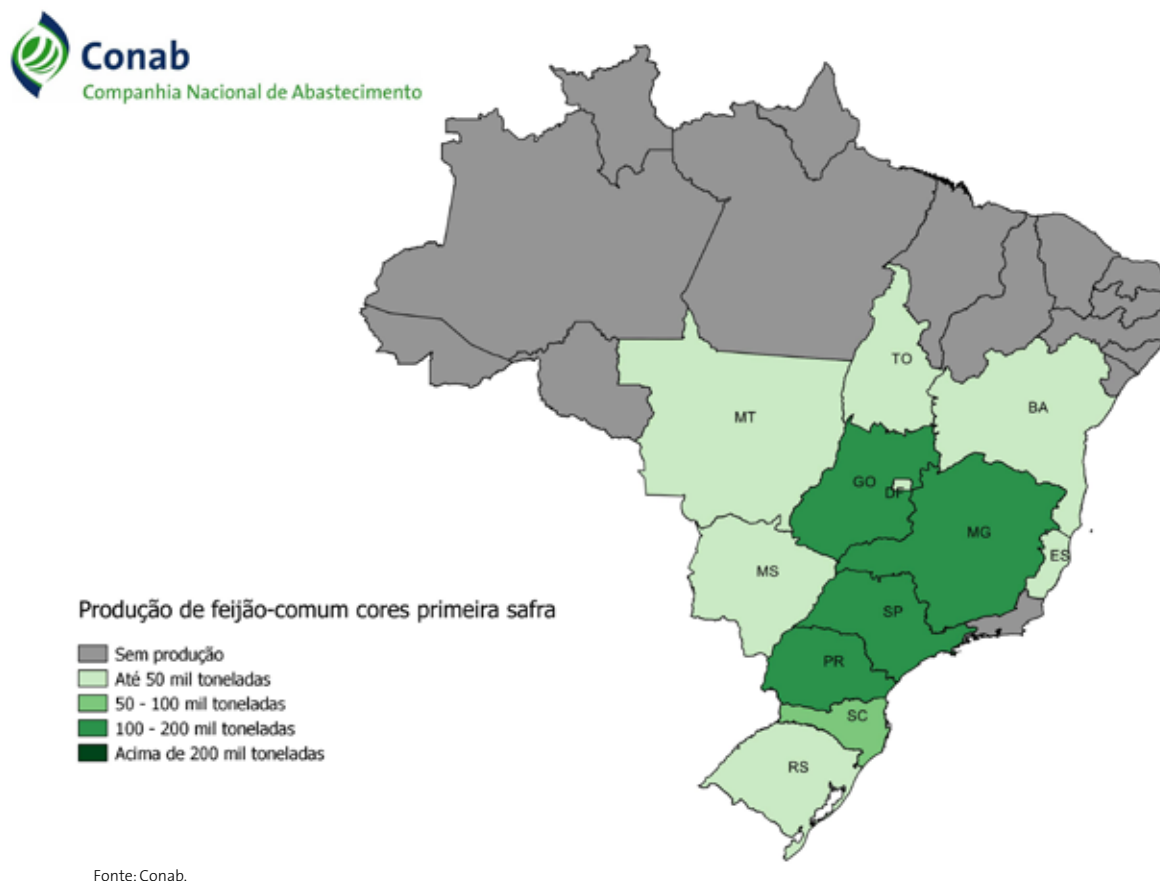 Conab
Companhia Nacional de Abastecimento
TO
BA
MT
GO
DF
MG
ES
MS
SP
PR
SC
RS
Produção de feijão-comum cores primeira safra
Sem produção
Até 50 mil toneladas
50 - 100 mil toneladas
100 - 200 mil toneladas
Acima de 200 mil toneladas
Fonte: Conab.